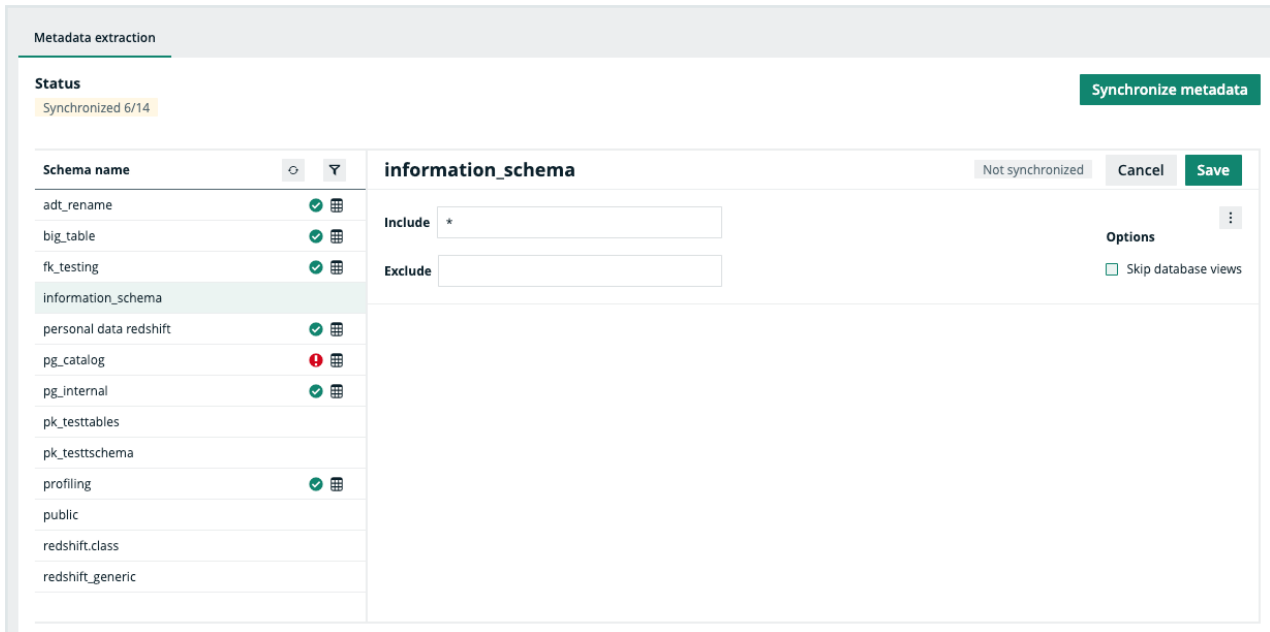 Metadata extraction
Status
Synchronized 6/14
Synchronize metadata
Schema name
adt_rename
big_table
fk_testing
information_schema
personal data redshift
pg_catalog
pg_internal
pk_testtables
pk_testtschema
profiling
public
redshift.class
redshift_generic
information_schema
Not synchronized
Cancel
Save
Include *
Exclude
Options
Skip database views